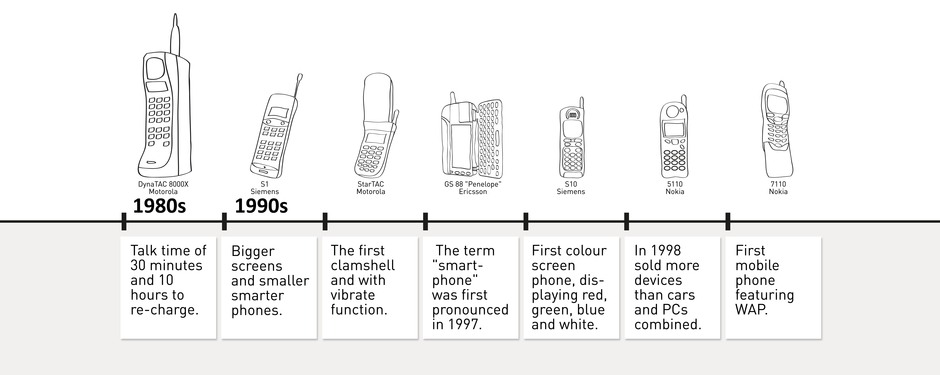 DynaTAC 8000X
Motorola
1980s
S1
Siemens
1990s
StarTAC
Motorola
GS 88 "Penelope"
Ericsson
S10
Siemens
5110
Nokia
7110
Nokia
Talk time of
30 minutes
and 10
hours to
re-charge.
Bigger
screens
and smaller
smarter
phones.
The first
clamshell
and with
vibrate
function.
The term
"smart-
phone"
was first
pronounced
in 1997.
First colour
screen
phone, dis-
playing red,
green, blue
and white.
In 1998
sold more
devices
than cars
and PCs
combined.
First
mobile
phone
featuring
WAP.